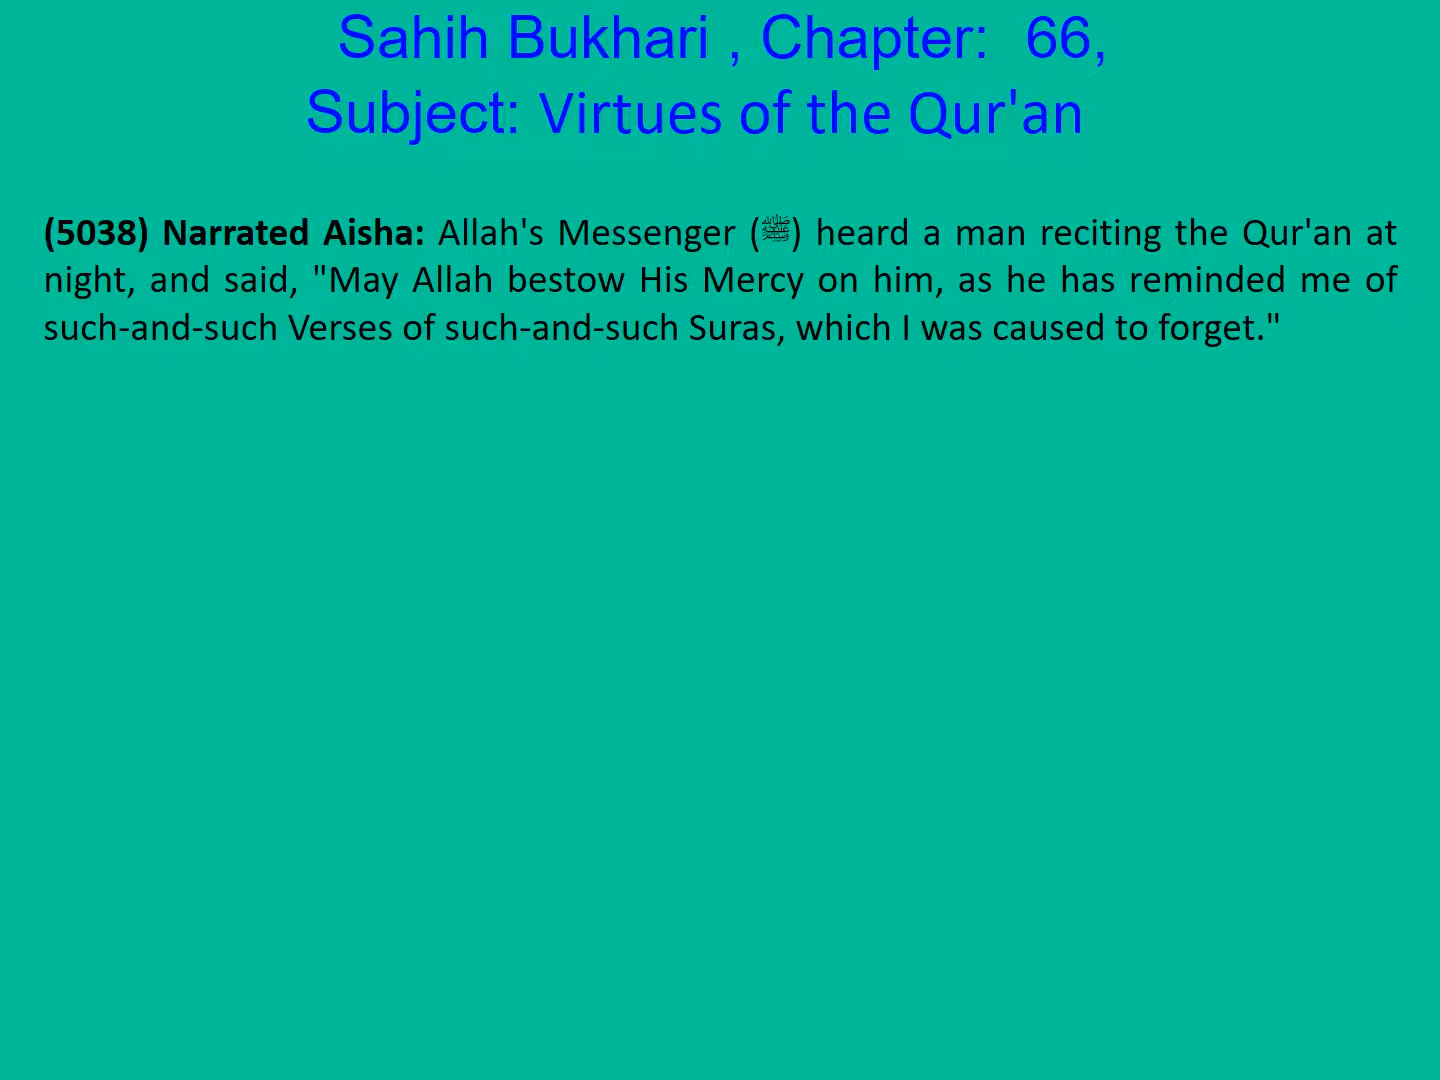 Sahih Bukhari , Chapter:  66,
Subject: Virtues of the Qur'an
(5038) Narrated Aisha: Allah's Messenger (ﷺ) heard a man reciting the Qur'an at
night, and said, "May Allah bestow His Mercy on him, as he has reminded me of
such-and-such Verses of such-and-such Suras, which I was caused to forget."